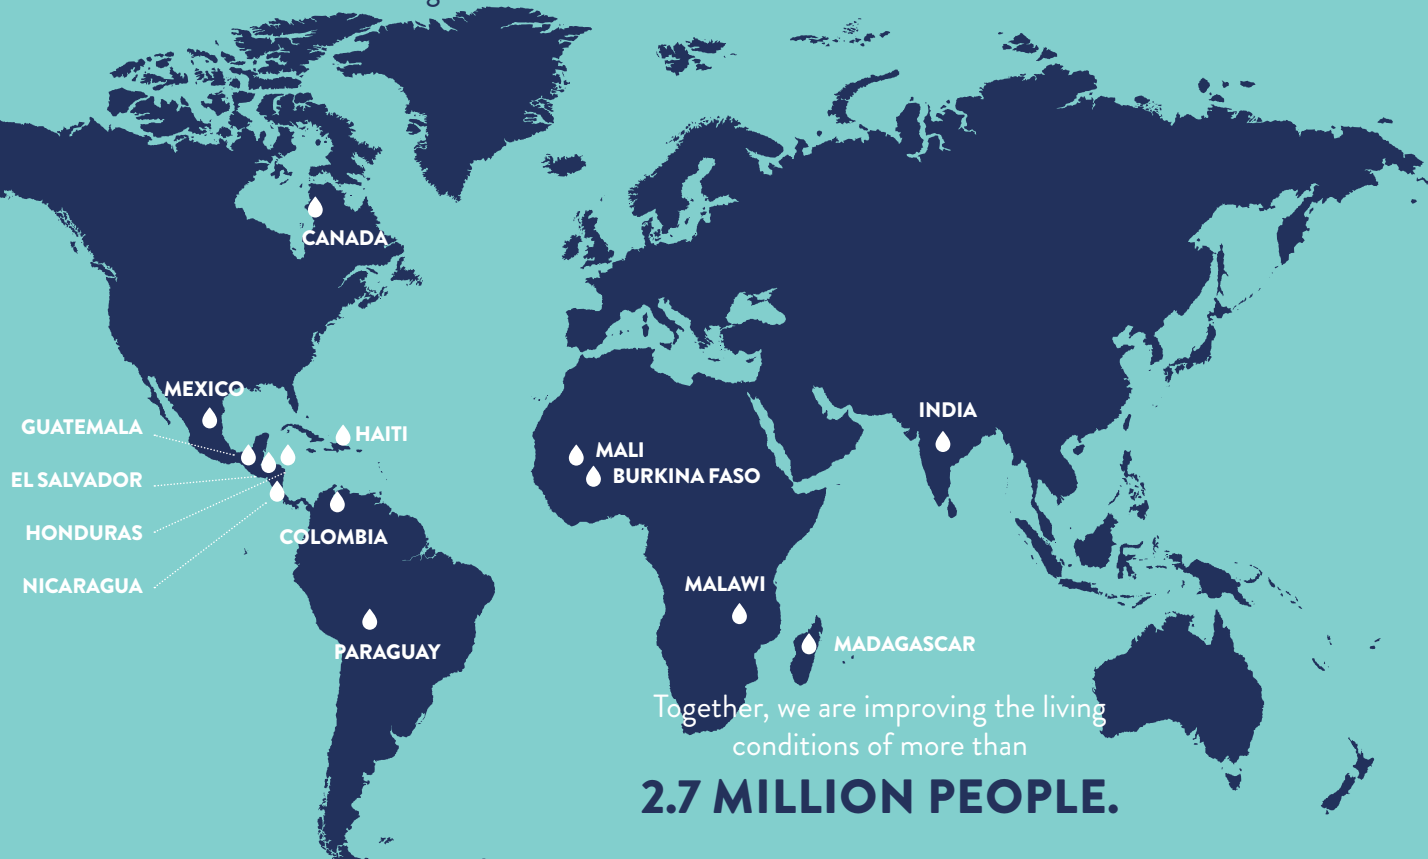 CANADA
MEXICO
GUATEMALA
HAITI
EL SALVADOR
HONDURAS
NICARAGUA
COLOMBIA
PARAGUAY
MALI
BURKINA FASO
INDIA
MALAWI
MADAGASCAR
Together, we are improving the living
conditions of more than
2.7 MILLION PEOPLE.